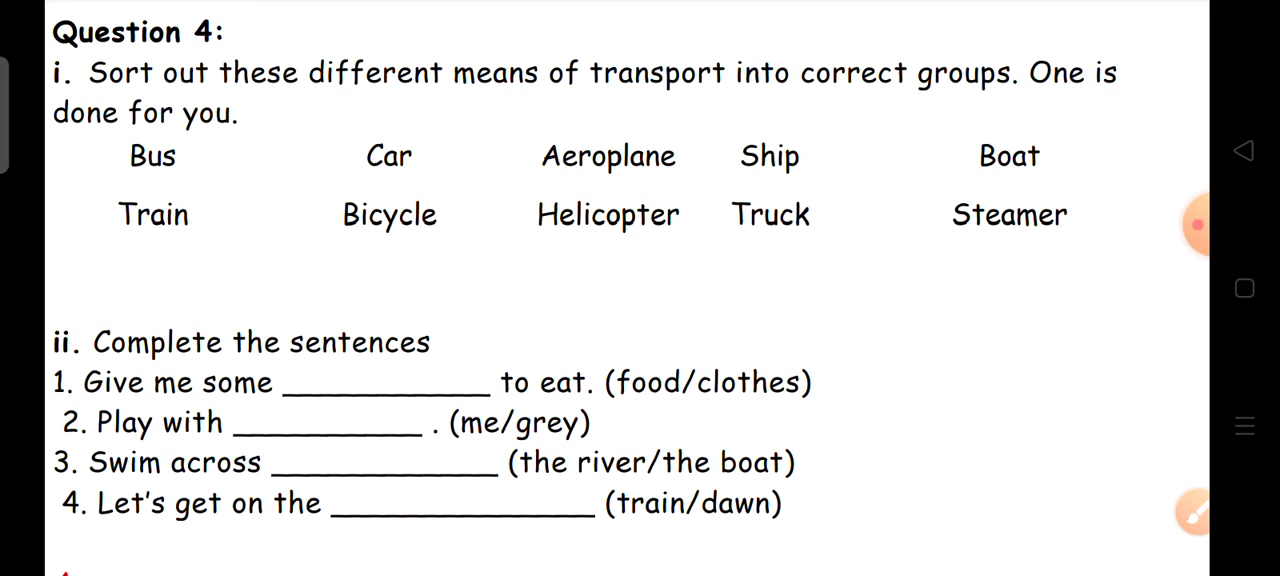 Question 4:
i. Sort out these different means of transport into correct groups. One is
done for you.
Bus Car Aeroplane Ship Boat
Train Bicycle Helicopter Truck Steamer
ii. Complete the sentences
1. Give me some _____________ to eat. (food/clothes)
2. Play with ____________ . (me/grey)
3. Swim across ______________ (the river/the boat)
4. Let's get on the ________________ (train/dawn)